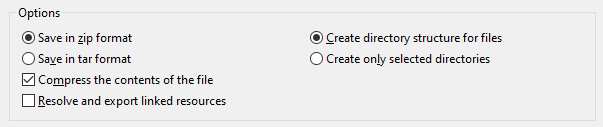 Options
Save in zip format
Create directory structure for files
Save in tar format
Create only selected directories
Compress the contents of the file
Resolve and export linked resources